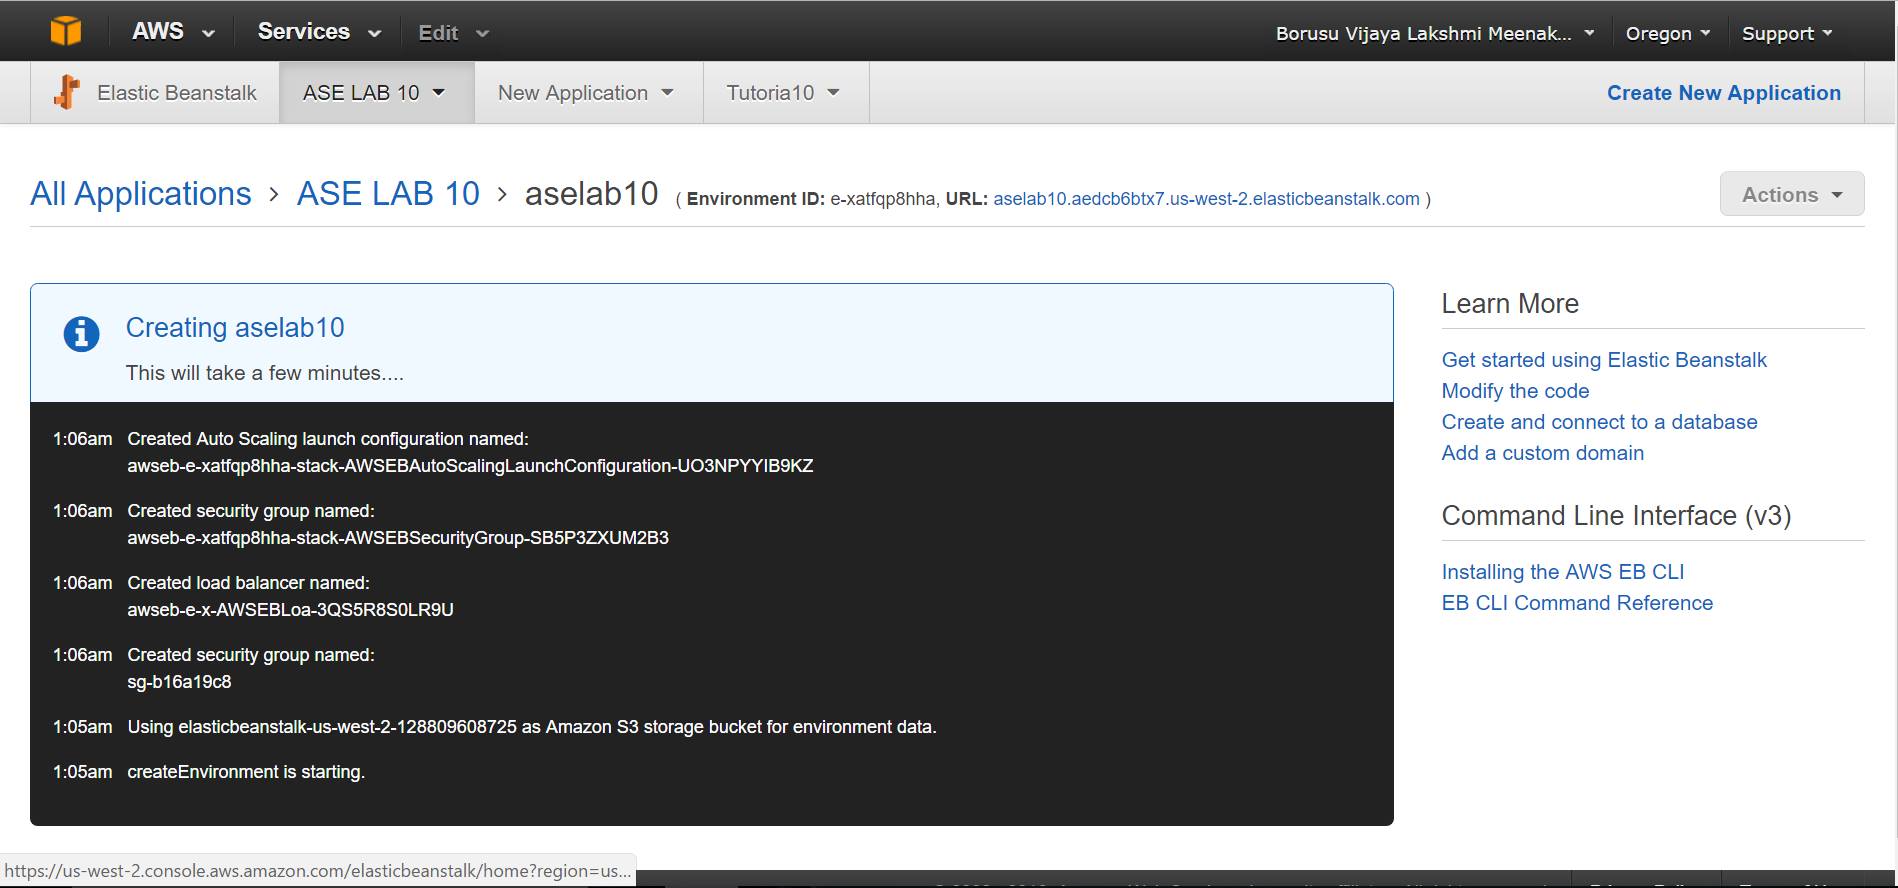 AWS Services Edit Borusu Vijaya Lakshmi Meenak... Oregon Support
Elastic Beanstalk ASE LAB 10 New Application Tutoria10 Create New Application
All Applications > ASE LAB 10 > aselab10 ( Environment ID: e-xatfqp8hha, URL: aselab10.aedcb6btx7.us-west-2.elasticbeanstalk.com )
Actions
Creating aselab10
This will take a few minutes....
1:06am Created Auto Scaling launch configuration named:
awseb-e-xatfqp8hha-stack-AWSEBAutoScalingLaunchConfiguration-UO3NPYYIB9KZ
1:06am Created security group named:
awseb-e-xatfqp8hha-stack-AWSEBSecurityGroup-SB5P3ZXUM2B3
1:06am Created load balancer named:
awseb-e-x-AWSEBLoa-3QS5R8S0LR9U
1:06am Created security group named:
sg-b16a19c8
1:05am Using elasticbeanstalk-us-west-2-128809608725 as Amazon S3 storage bucket for environment data.
1:05am createEnvironment is starting.
Learn More
Get started using Elastic Beanstalk
Modify the code
Create and connect to a database
Add a custom domain
Command Line Interface (v3)
Installing the AWS EB CLI
EB CLI Command Reference
https://us-west-2.console.aws.amazon.com/elasticbeanstalk/home?region=us...